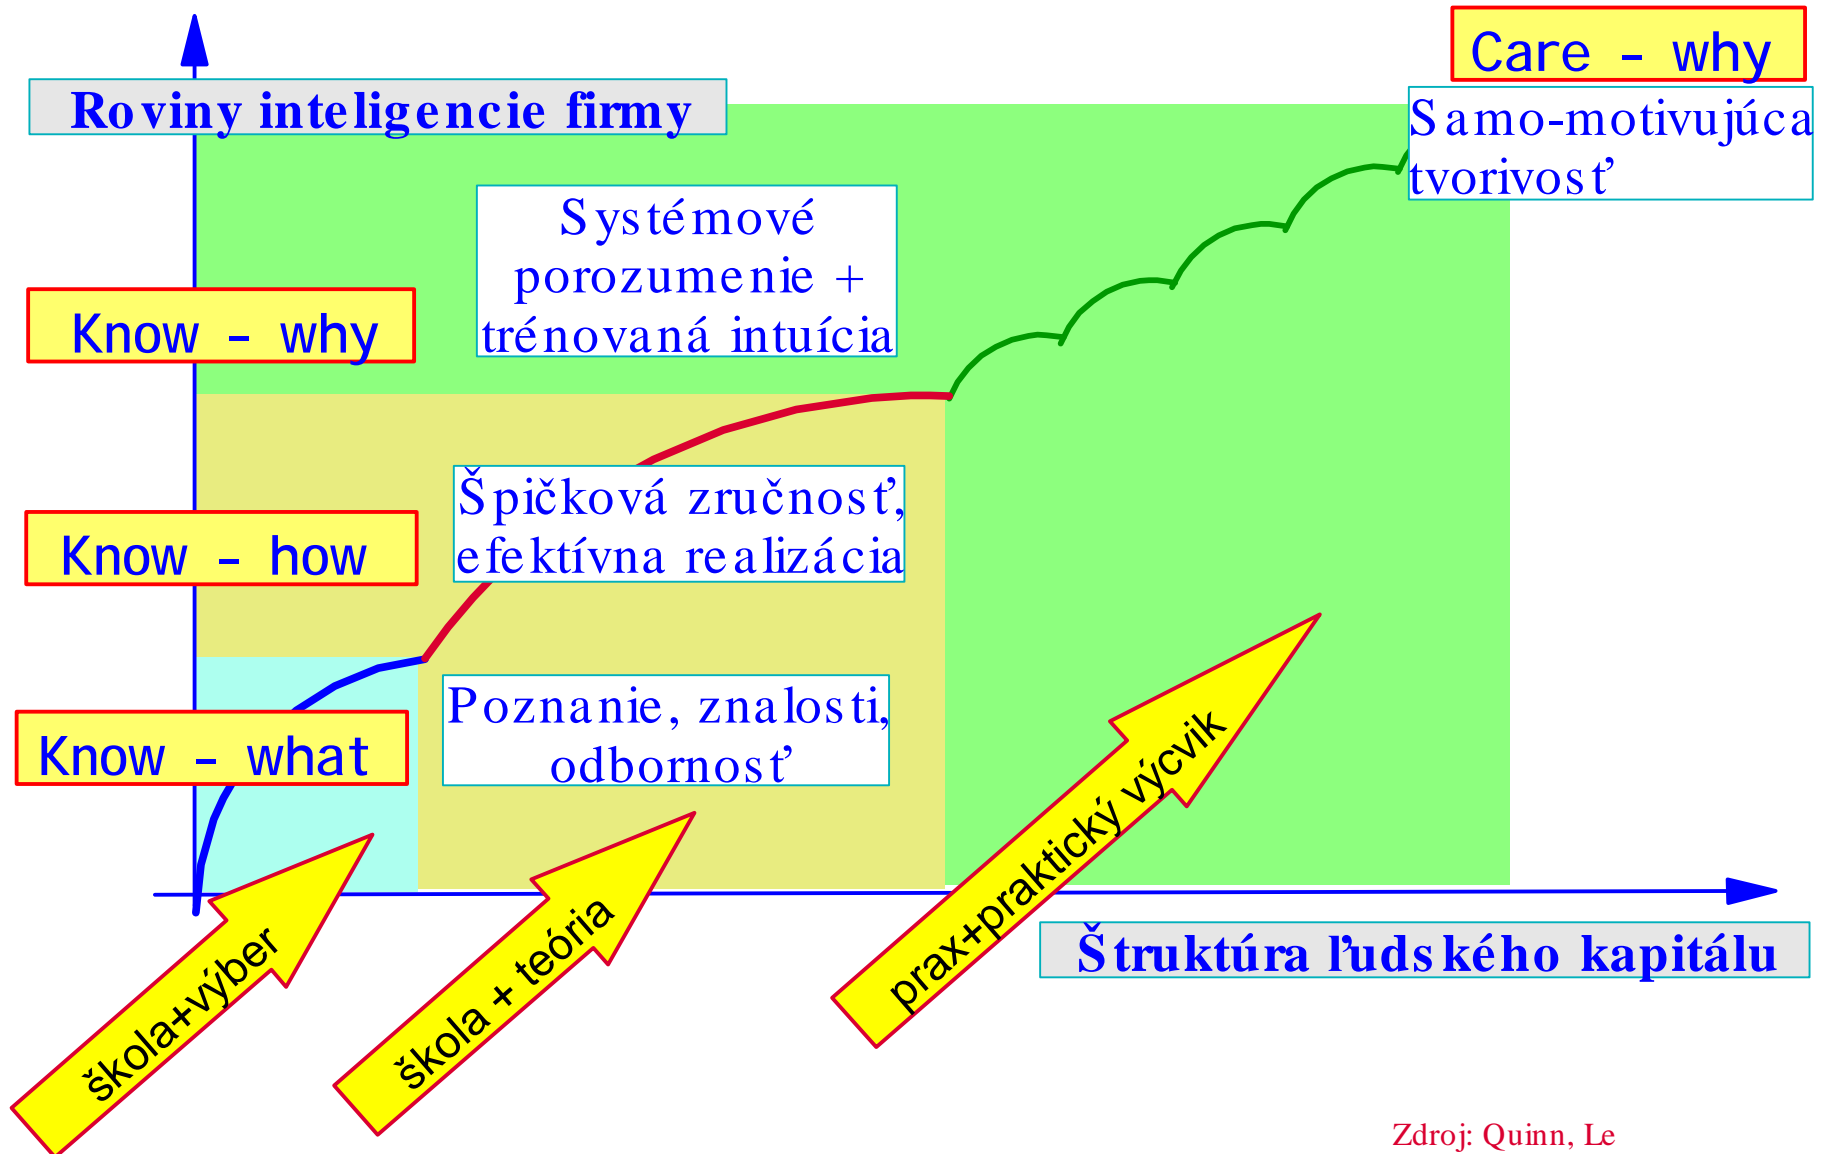 Care - why
Roviny inteligencie firmy
Samo-motivujúca
tvorivosť
Systémové
porozumenie +
trénovaná intuícia
Know - why
Špičková zručnosť,
efektívna realizácia
Know - how
Poznanie, znalosti,
odbornosť
Know - what
škola+výber
škola + teória
prax+praktický výcvik
Štruktúra ľudského kapitálu
Zdroj: Quinn, Le